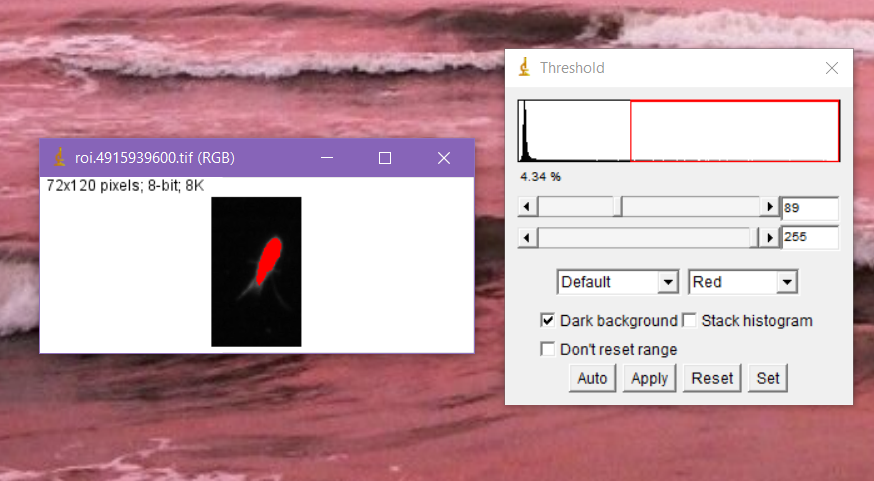 roi.4915939600.tif (RGB)
72x120 pixels; 8-bit; 8K
Threshold
4.34 %
89
255
Default Red
Dark background Stack histogram
Don't reset range
Auto Apply Reset Set